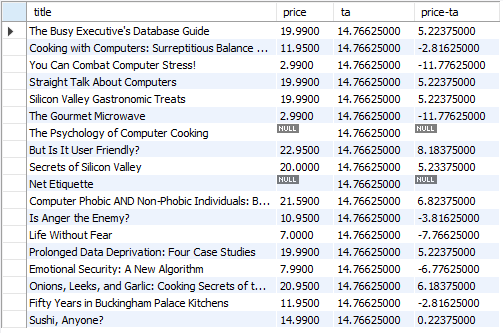 title price ta price-ta
The Busy Executive's Database Guide 19.9900 14.76625000 5.22375000
Cooking with Computers: Surreptitious Balance ... 11.9500 14.76625000 -2.81625000
You Can Combat Computer Stress! 2.9900 14.76625000 -11.77625000
Straight Talk About Computers 19.9900 14.76625000 5.22375000
Silicon Valley Gastronomic Treats 19.9900 14.76625000 5.22375000
The Gourmet Microwave 2.9900 14.76625000 -11.77625000
The Psychology of Computer Cooking NULL 14.76625000 NULL
But Is It User Friendly? 22.9500 14.76625000 8.18375000
Secrets of Silicon Valley 20.0000 14.76625000 5.23375000
Net Etiquette NULL 14.76625000 NULL
Computer Phobic AND Non-Phobic Individuals: B... 21.5900 14.76625000 6.82375000
Is Anger the Enemy? 10.9500 14.76625000 -3.81625000
Life Without Fear 7.0000 14.76625000 -7.76625000
Prolonged Data Deprivation: Four Case Studies 19.9900 14.76625000 5.22375000
Emotional Security: A New Algorithm 7.9900 14.76625000 -6.77625000
Onions, Leeks, and Garlic: Cooking Secrets of t... 20.9500 14.76625000 6.18375000
Fifty Years in Buckingham Palace Kitchens 11.9500 14.76625000 -2.81625000
Sushi, Anyone? 14.9900 14.76625000 0.22375000